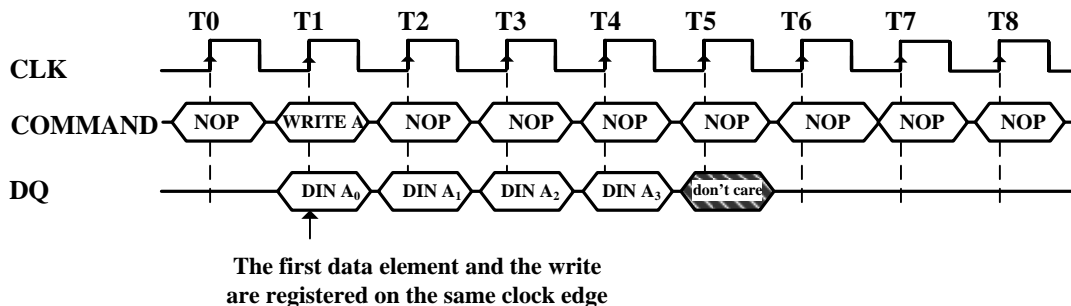 T0 T1 T2 T3 T4 T5 T6 T7 T8
CLK
COMMAND NOP WRITE A NOP NOP NOP NOP NOP NOP NOP
DQ DIN A₀ DIN A₁ DIN A₂ DIN A₃ don't care
The first data element and the write
are registered on the same clock edge